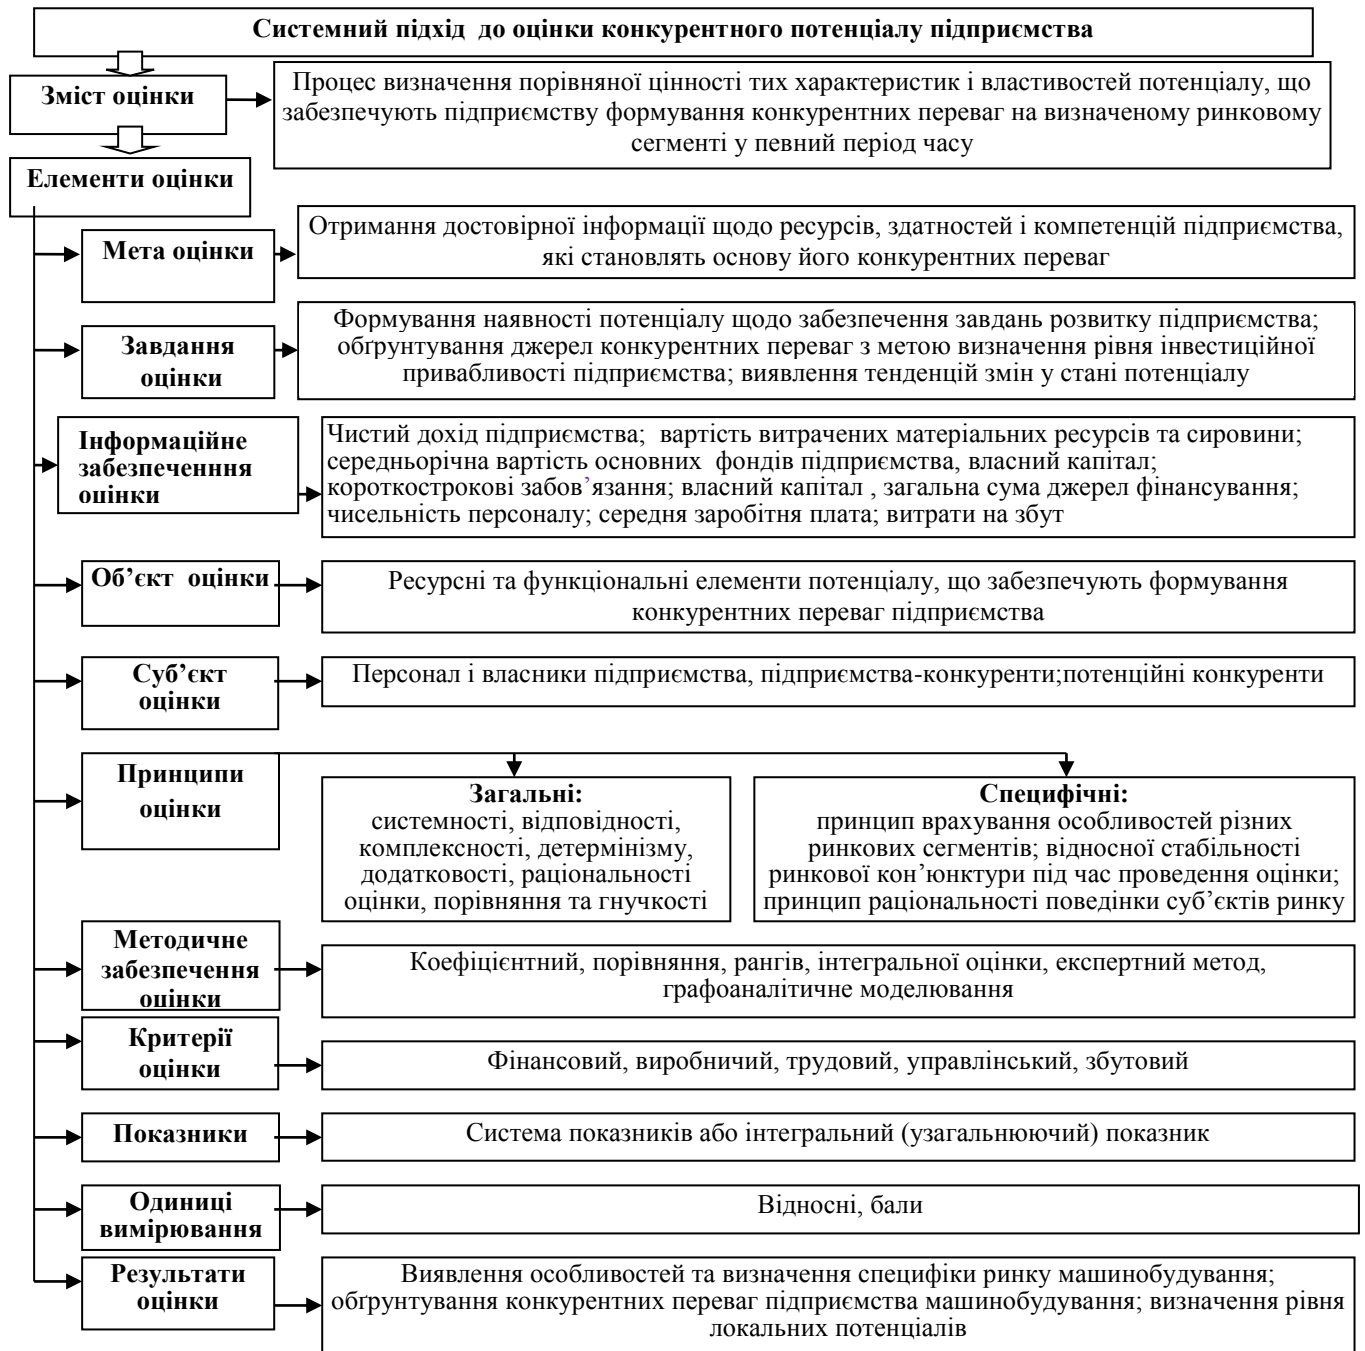 Системний підхід до оцінки конкурентного потенціалу підприємства
Зміст оцінки
Процес визначення порівняної цінності тих характеристик і властивостей потенціалу, що
забезпечують підприємству формування конкурентних переваг на визначеному ринковому
сегменті у певний період часу
Елементи оцінки
Мета оцінки
Отримання достовірної інформації щодо ресурсів, здатностей і компетенцій підприємства,
які становлять основу його конкурентних переваг
Завдання
оцінки
Формування наявності потенціалу щодо забезпечення завдань розвитку підприємства;
обґрунтування джерел конкурентних переваг з метою визначення рівня інвестиційної
привабливості підприємства; виявлення тенденцій змін у стані потенціалу
Інформаційне
забезпеченння
оцінки
Чистий дохід підприємства; вартість витрачених матеріальних ресурсів та сировини;
середньорічна вартість основних фондів підприємства, власний капітал;
короткострокові забов’язання; власний капітал , загальна сума джерел фінансування;
чисельність персоналу; середня заробітня плата; витрати на збут
Об’єкт оцінки
Ресурсні та функціональні елементи потенціалу, що забезпечують формування
конкурентних переваг підприємства
Суб’єкт
оцінки
Персонал і власники підприємства, підприємства-конкуренти;потенційні конкуренти
Принципи
оцінки
Загальні:
системності, відповідності,
комплексності, детермінізму,
додатковості, раціональності
оцінки, порівняння та гнучкості
Специфічні:
принцип врахування особливостей різних
ринкових сегментів; відносної стабільності
ринкової кон’юнктури під час проведення оцінки;
принцип раціональності поведінки суб’єктів ринку
Методичне
забезпечення
оцінки
Коефіцієнтний, порівняння, рангів, інтегральної оцінки, експертний метод,
графоаналітичне моделювання
Критерії
оцінки
Фінансовий, виробничий, трудовий, управлінський, збутовий
Показники
Система показників або інтегральний (узагальнюючий) показник
Одиниці
вимірювання
Відносні, бали
Результати
оцінки
Виявлення особливостей та визначення специфіки ринку машинобудування;
обґрунтування конкурентних переваг підприємства машинобудування; визначення рівня
локальних потенціалів